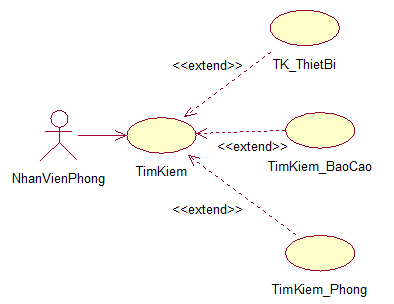 TK_ThietBi
<<extend>>
NhanVienPhong
TimKiem
<<extend>>
TimKiem_BaoCao
<<extend>>
TimKiem_Phong